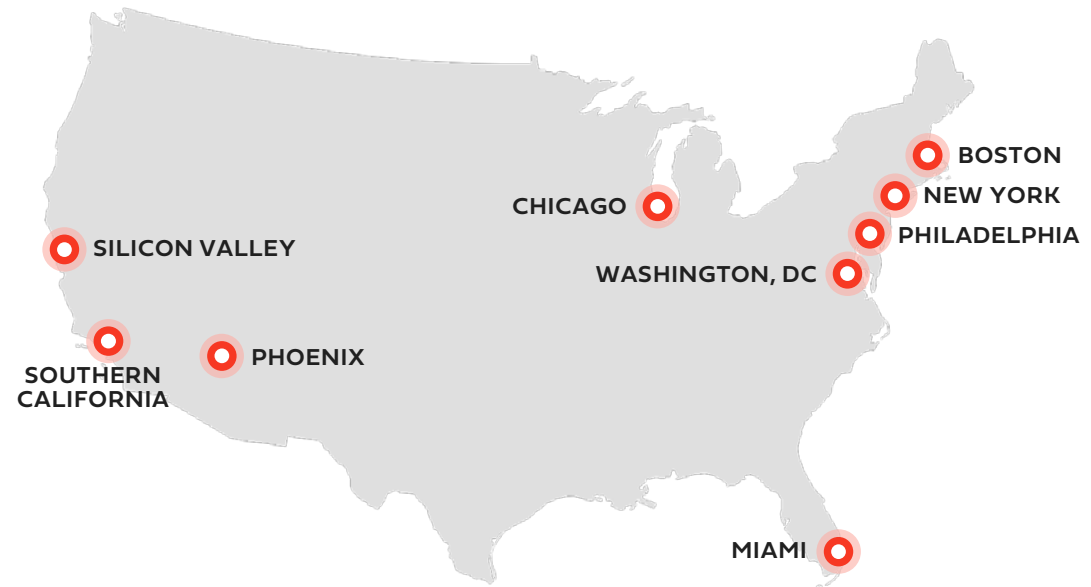 BOSTON
NEW YORK
CHICAGO
PHILADELPHIA
SILICON VALLEY
WASHINGTON, DC
PHOENIX
SOUTHERN
CALIFORNIA
MIAMI